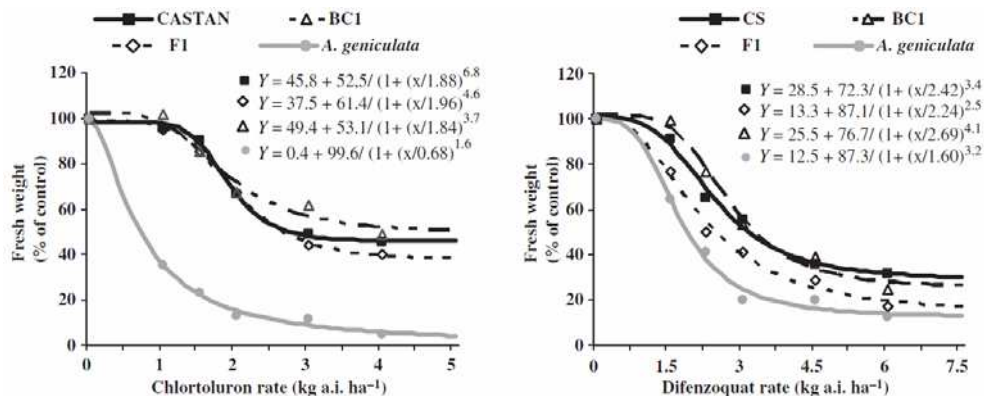 CASTAN BC1
F1 A. geniculata
120
100
80
60
40
20
0
Fresh weight
(% of control)
Y = 45.8 + 52.5/ (1+ (x/1.88)^6.8
Y = 37.5 + 61.4/ (1+ (x/1.96)^4.6
Y = 49.4 + 53.1/ (1+ (x/1.84)^3.7
Y = 0.4 + 99.6/ (1+ (x/0.68)^1.6
0 1 2 3 4 5
Chlortoluron rate (kg a.i. ha⁻¹)
CS BC1
F1 A. geniculata
120
100
80
60
40
20
0
Fresh weight
(% of control)
Y = 28.5 + 72.3/ (1+ (x/2.42)^3.4
Y = 13.3 + 87.1/ (1+ (x/2.24)^2.5
Y = 25.5 + 76.7/ (1+ (x/2.69)^4.1
Y = 12.5 + 87.3/ (1+ (x/1.60)^3.2
0 1.5 3 4.5 6 7.5
Difenzoquat rate (kg a.i. ha⁻¹)